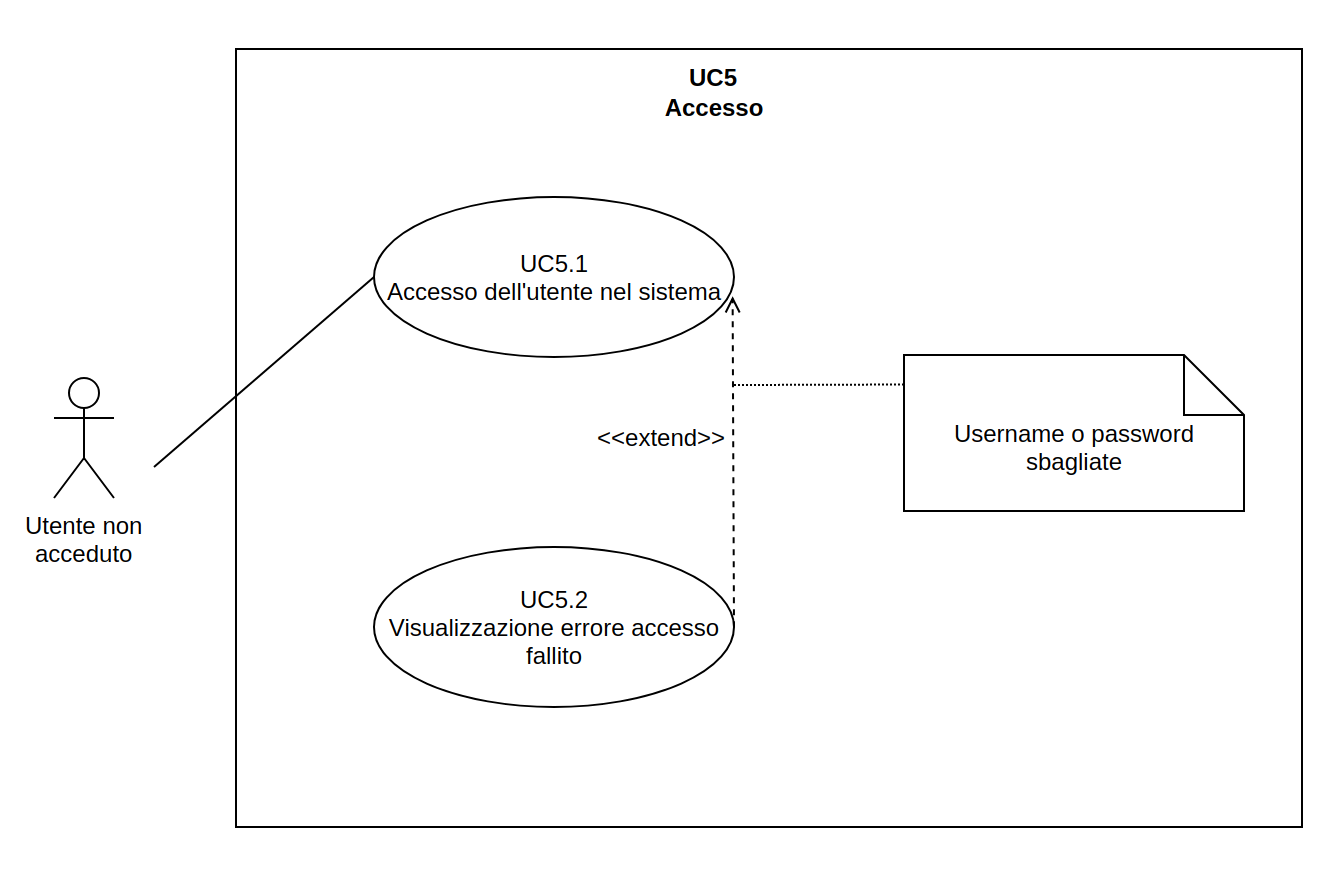 UC5
Accesso
UC5.1
Accesso dell'utente nel sistema
<<extend>>
Username o password
sbagliate
Utente non
acceduto
UC5.2
Visualizzazione errore accesso
fallito